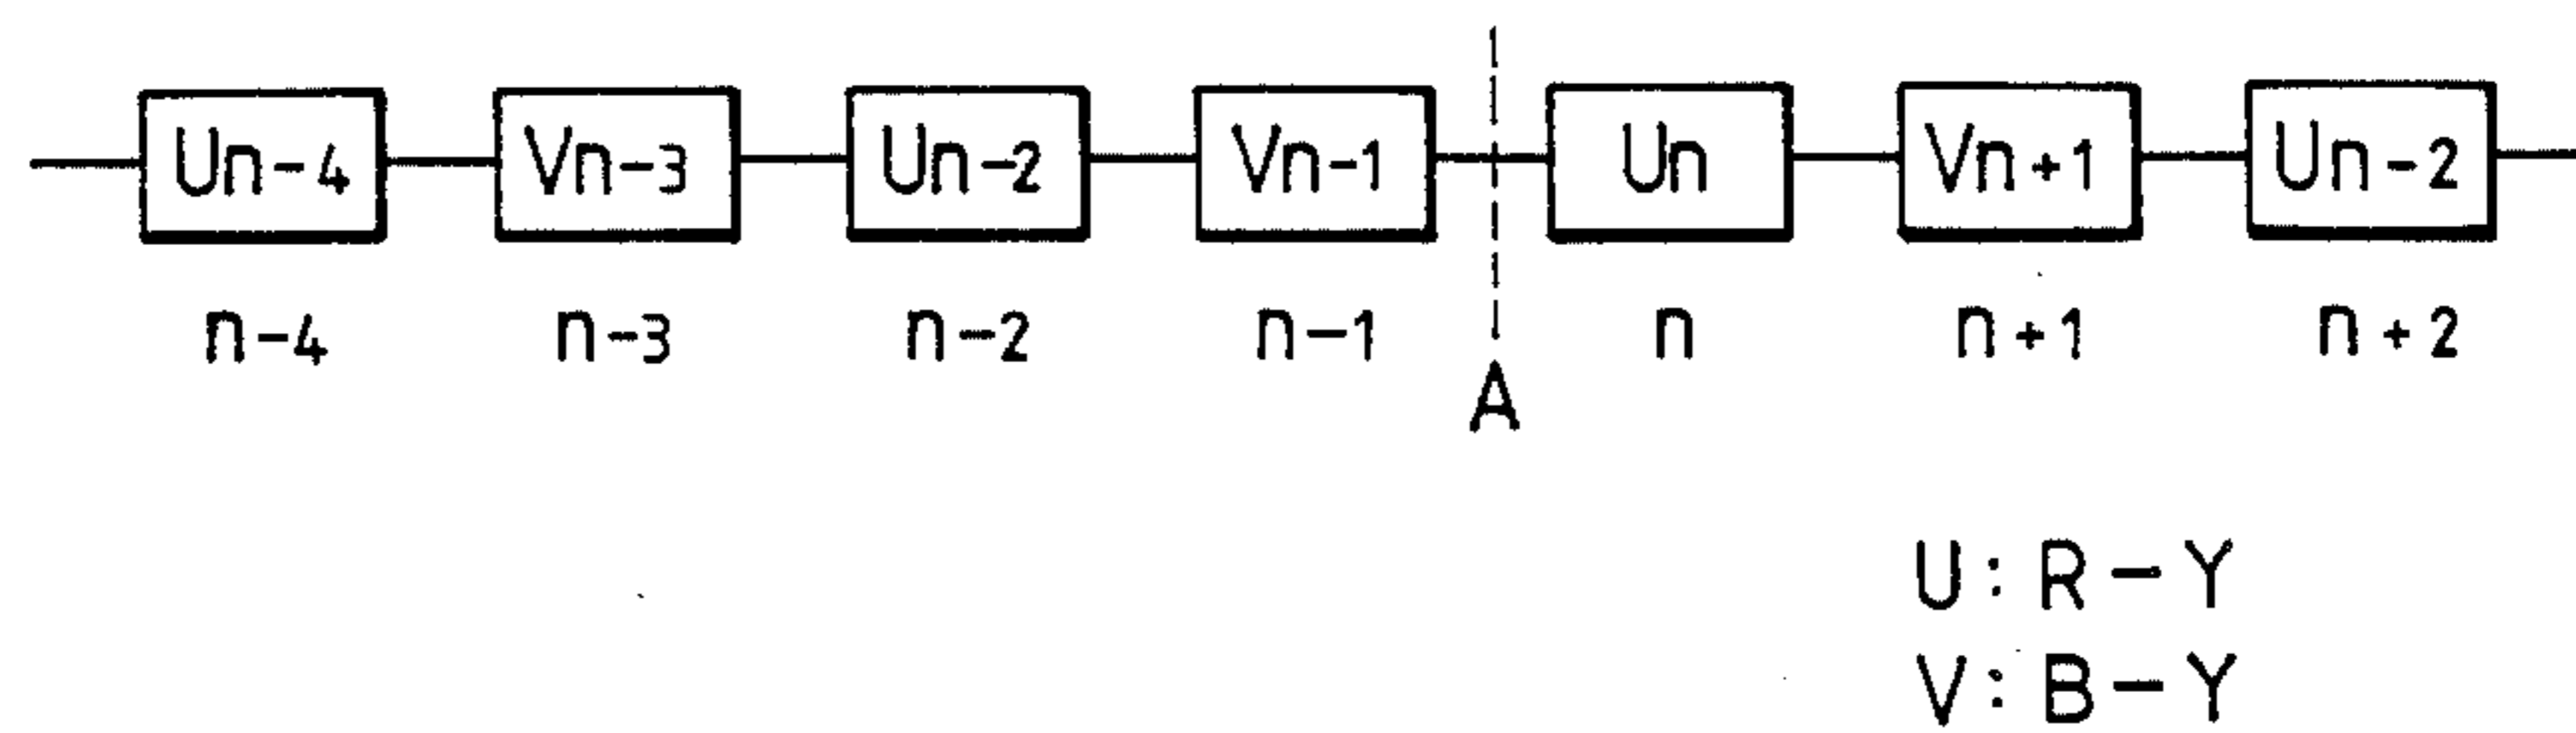 Un-4 Vn-3 Un-2 Vn-1 Un Vn+1 Un-2
n-4 n-3 n-2 n-1 n n+1 n+2
A
U: R-Y
V: B-Y